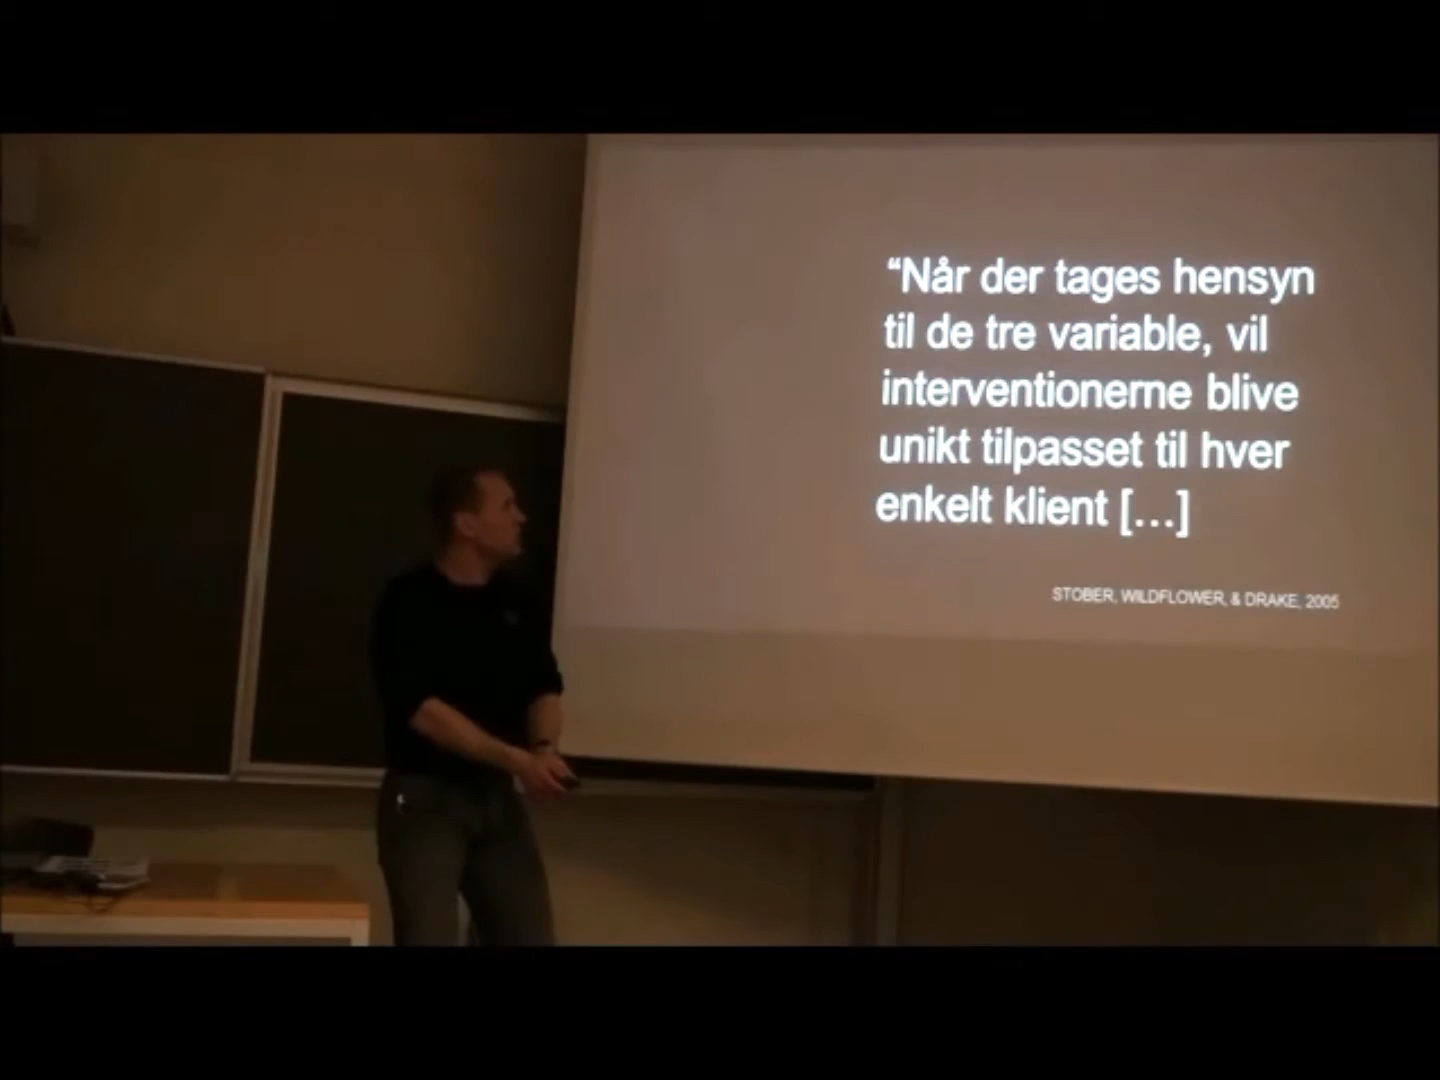 “Når der tages hensyn
til de tre variable, vil
interventionerne blive
unikt tilpasset til hver
enkelt klient […]
STOBER, WILDFLOWER, & DRAKE, 2005